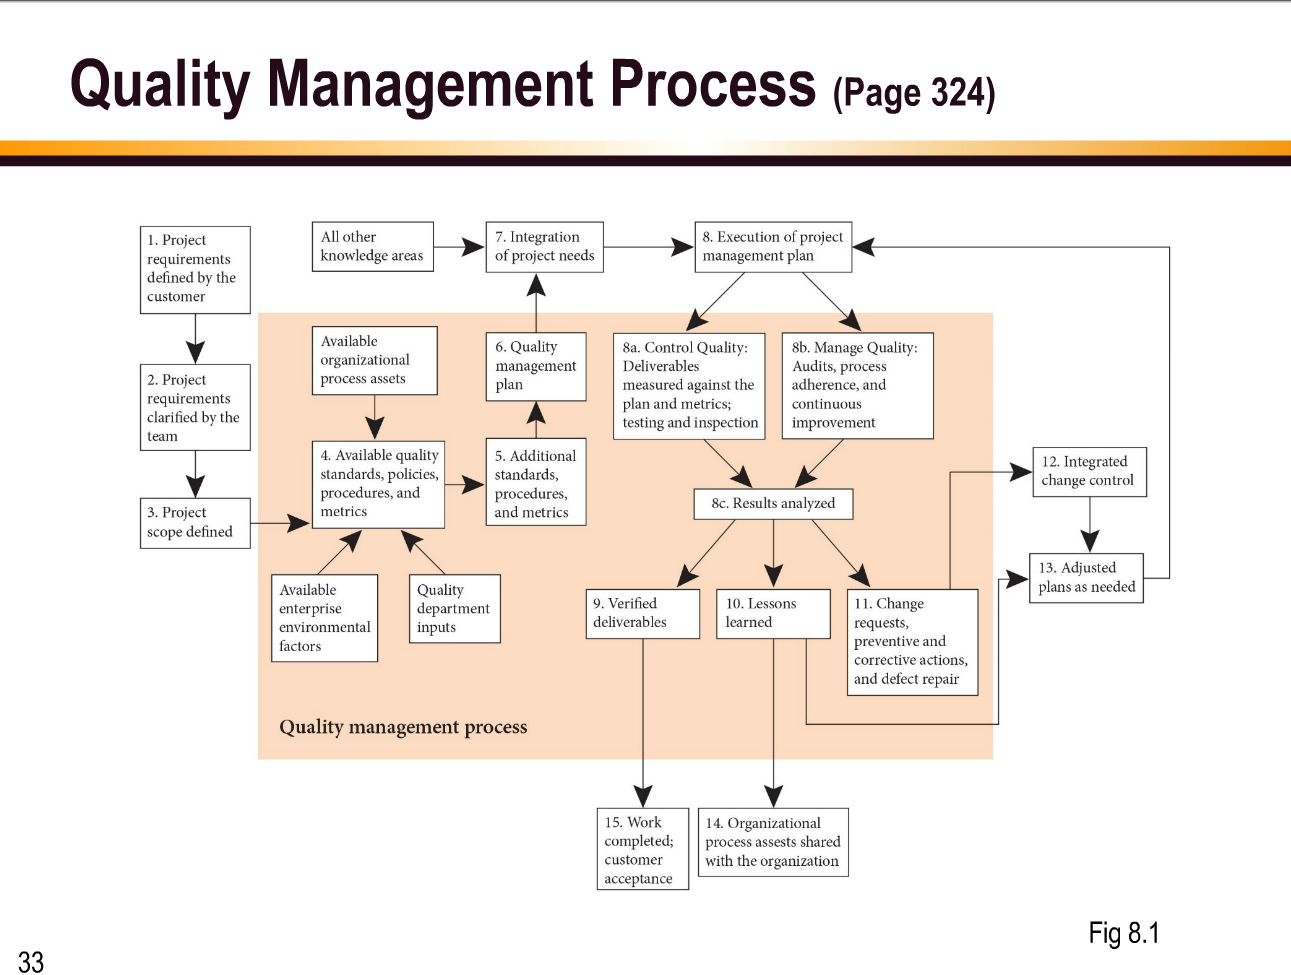 Quality Management Process (Page 324)
1. Project
requirements
defined by the
customer
2. Project
requirements
clarified by the
team
3. Project
scope defined
All other
knowledge areas
7. Integration
of project needs
8. Execution of project
management plan
Available
organizational
process assets
6. Quality
management
plan
8a. Control Quality:
Deliverables
measured against the
plan and metrics;
testing and inspection
8b. Manage Quality:
Audits, process
adherence, and
continuous
improvement
4. Available quality
standards, policies,
procedures, and
metrics
5. Additional
standards,
procedures,
and metrics
8c. Results analyzed
12. Integrated
change control
13. Adjusted
plans as needed
Available
enterprise
environmental
factors
Quality
department
inputs
9. Verified
deliverables
10. Lessons
learned
11. Change
requests,
preventive and
corrective actions,
and defect repair
Quality management process
15. Work
completed;
customer
acceptance
14. Organizational
process assests shared
with the organization
Fig 8.1
33